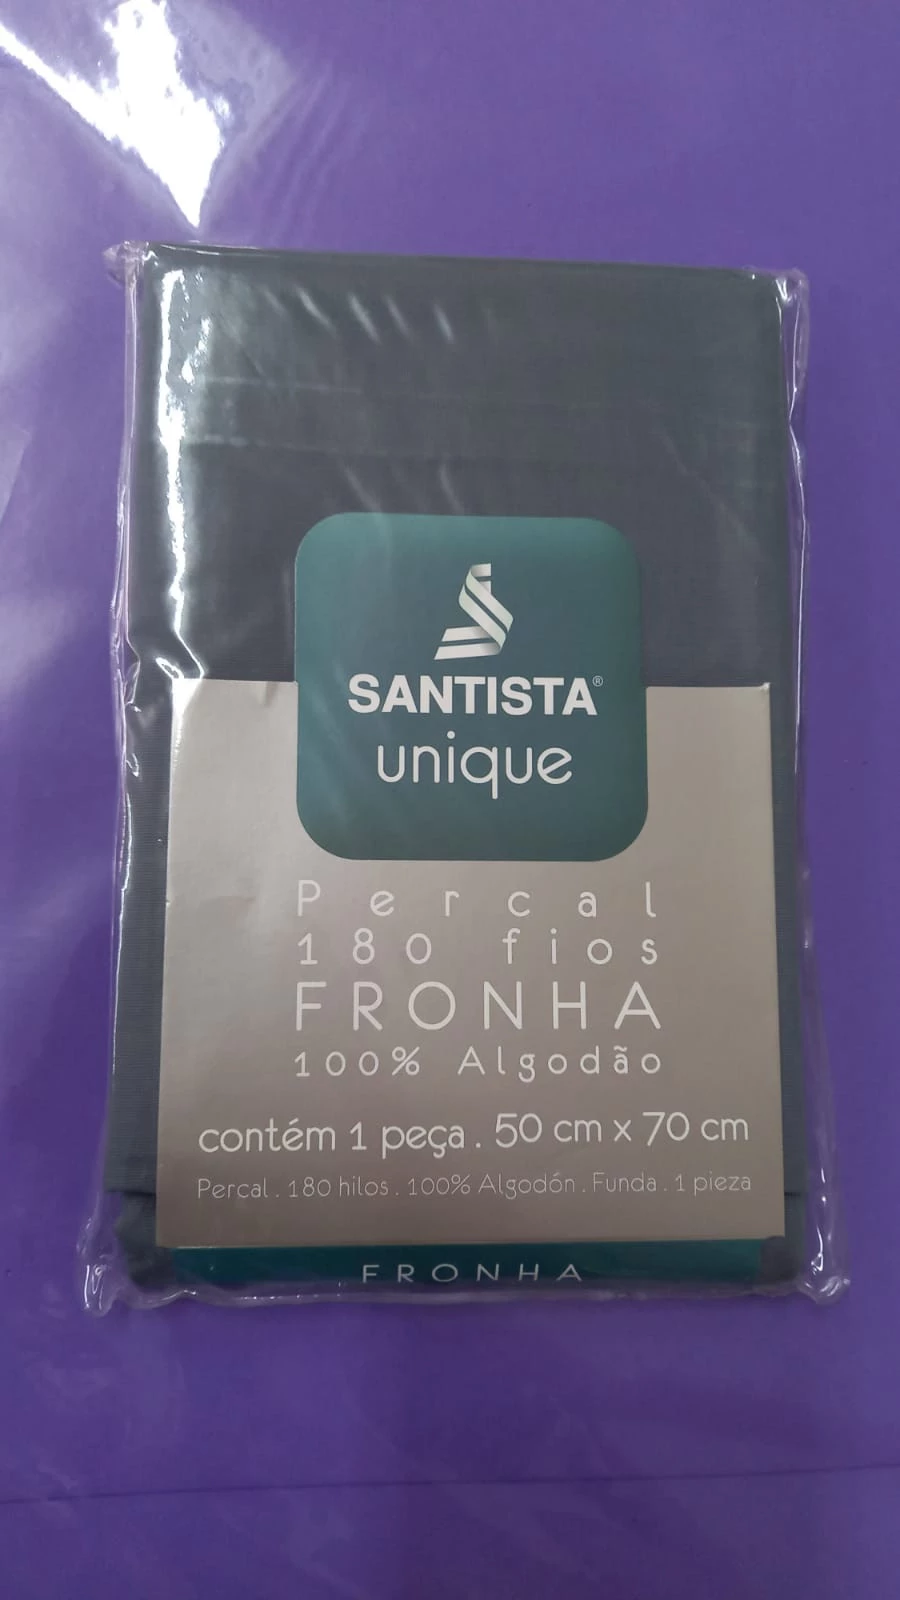 SANTISTA®
unique
Percal
180 fios
FRONHA
100% Algodão
contém 1 peça. 50 cm x 70 cm
Percal. 180 hilos. 100% Algodón. Funda. 1 pieza
FRONHA